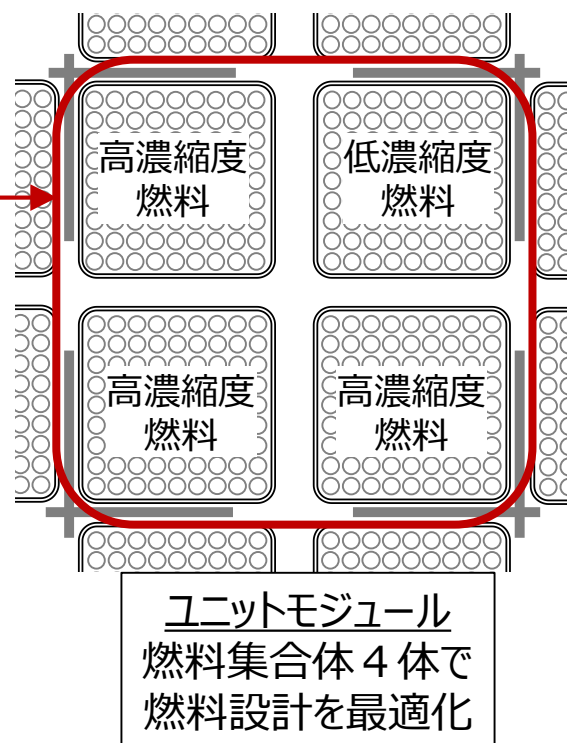 高濃縮度
燃料
低濃縮度
燃料
高濃縮度
燃料
高濃縮度
燃料
ユニットモジュール
燃料集合体４体で
燃料設計を最適化